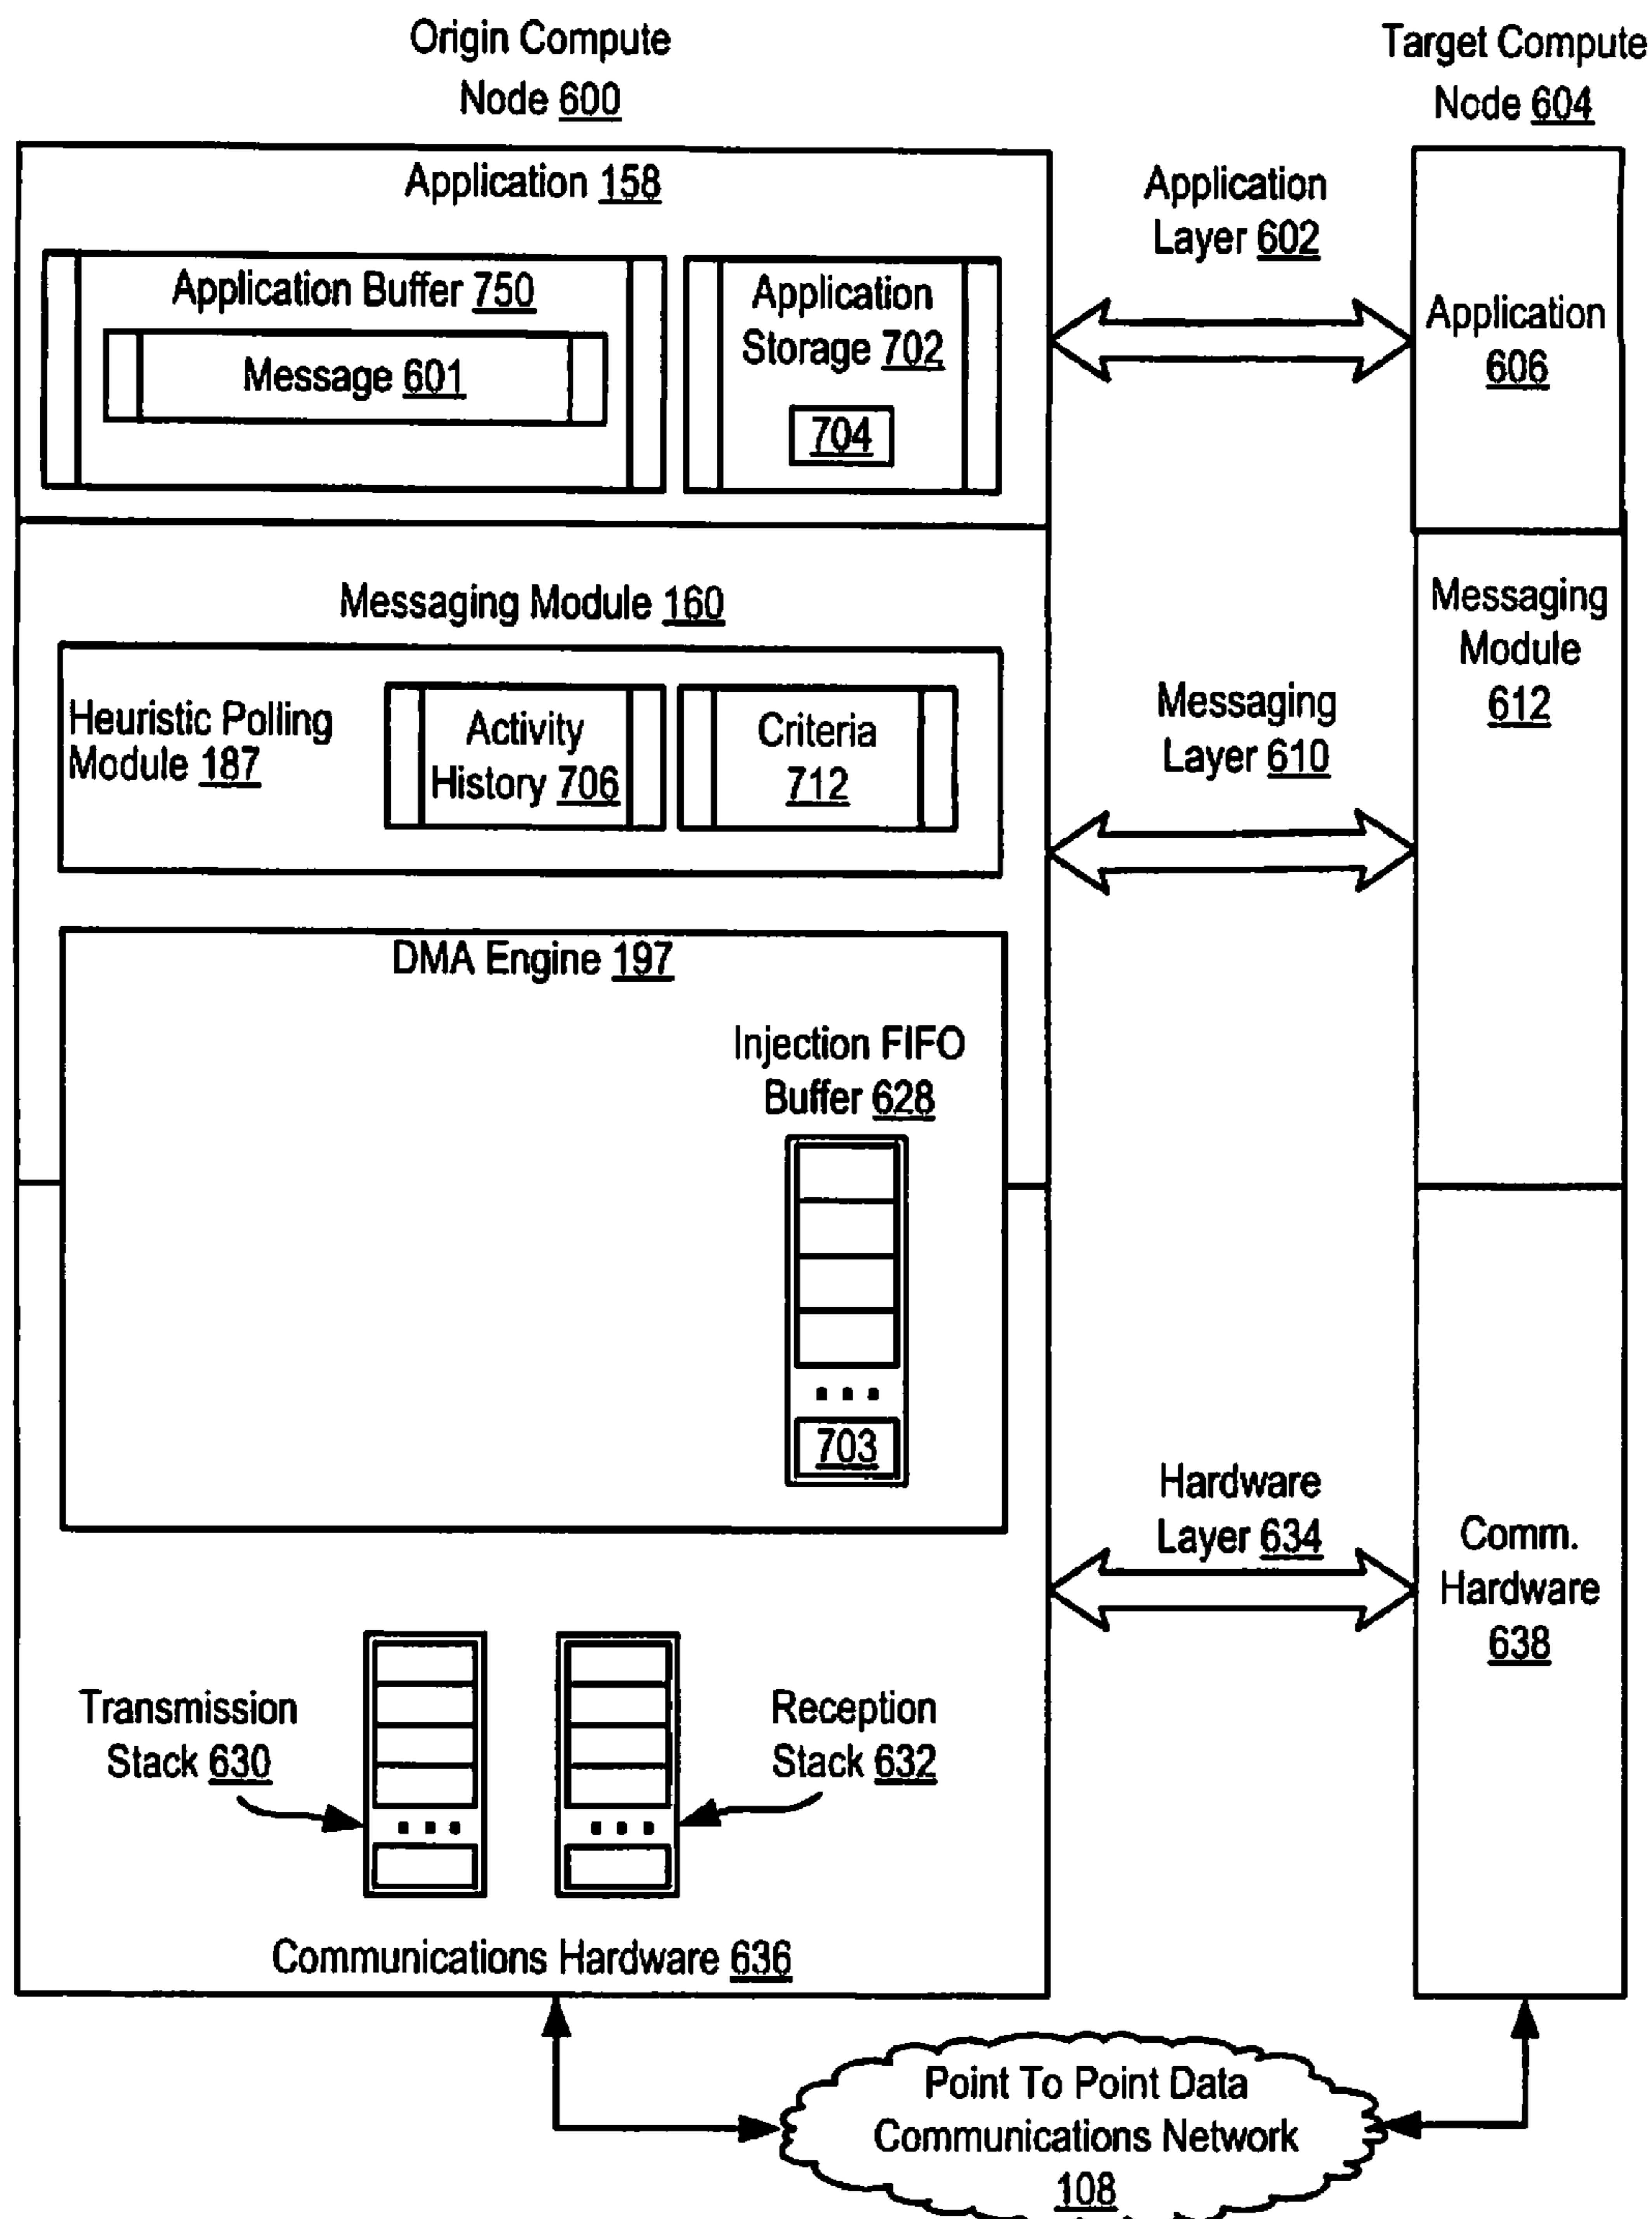 Origin Compute
Node 600
Target Compute
Node 604
Application 158
Application
Layer 602
Application Buffer 750
Message 601
Application
Storage 702
704
Application
606
Messaging Module 160
Heuristic Polling
Module 187
Activity
History 706
Criteria
712
Messaging
Layer 610
Messaging
Module
612
DMA Engine 197
Injection FIFO
Buffer 628
703
Hardware
Layer 634
Comm.
Hardware
638
Transmission
Stack 630
Reception
Stack 632
Communications Hardware 636
Point To Point Data
Communications Network
108